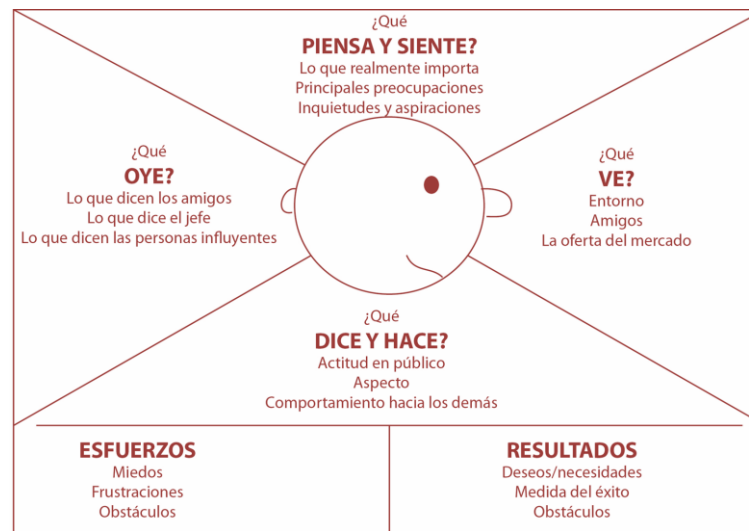 ¿Qué
PIENSA Y SIENTE?
Lo que realmente importa
Principales preocupaciones
Inquietudes y aspiraciones
¿Qué
OYE?
Lo que dicen los amigos
Lo que dice el jefe
Lo que dicen las personas influyentes
¿Qué
VE?
Entorno
Amigos
La oferta del mercado
¿Qué
DICE Y HACE?
Actitud en público
Aspecto
Comportamiento hacia los demás
ESFUERZOS
Miedos
Frustraciones
Obstáculos
RESULTADOS
Deseos/necesidades
Medida del éxito
Obstáculos